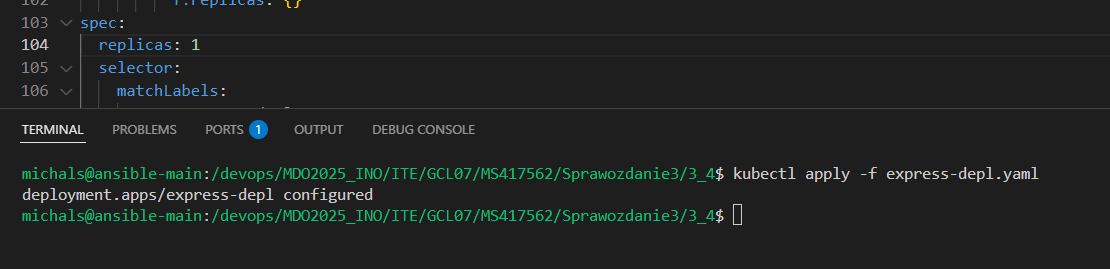 102 f:replicas: {}
103 spec:
104 replicas: 1
105 selector:
106 matchLabels:
TERMINAL PROBLEMS PORTS 1 OUTPUT DEBUG CONSOLE
michals@ansible-main:/devops/MDO2025_INO/ITE/GCL07/MS417562/Sprawozdanie3/3_4$ kubectl apply -f express-depl.yaml
deployment.apps/express-depl configured
michals@ansible-main:/devops/MDO2025_INO/ITE/GCL07/MS417562/Sprawozdanie3/3_4$